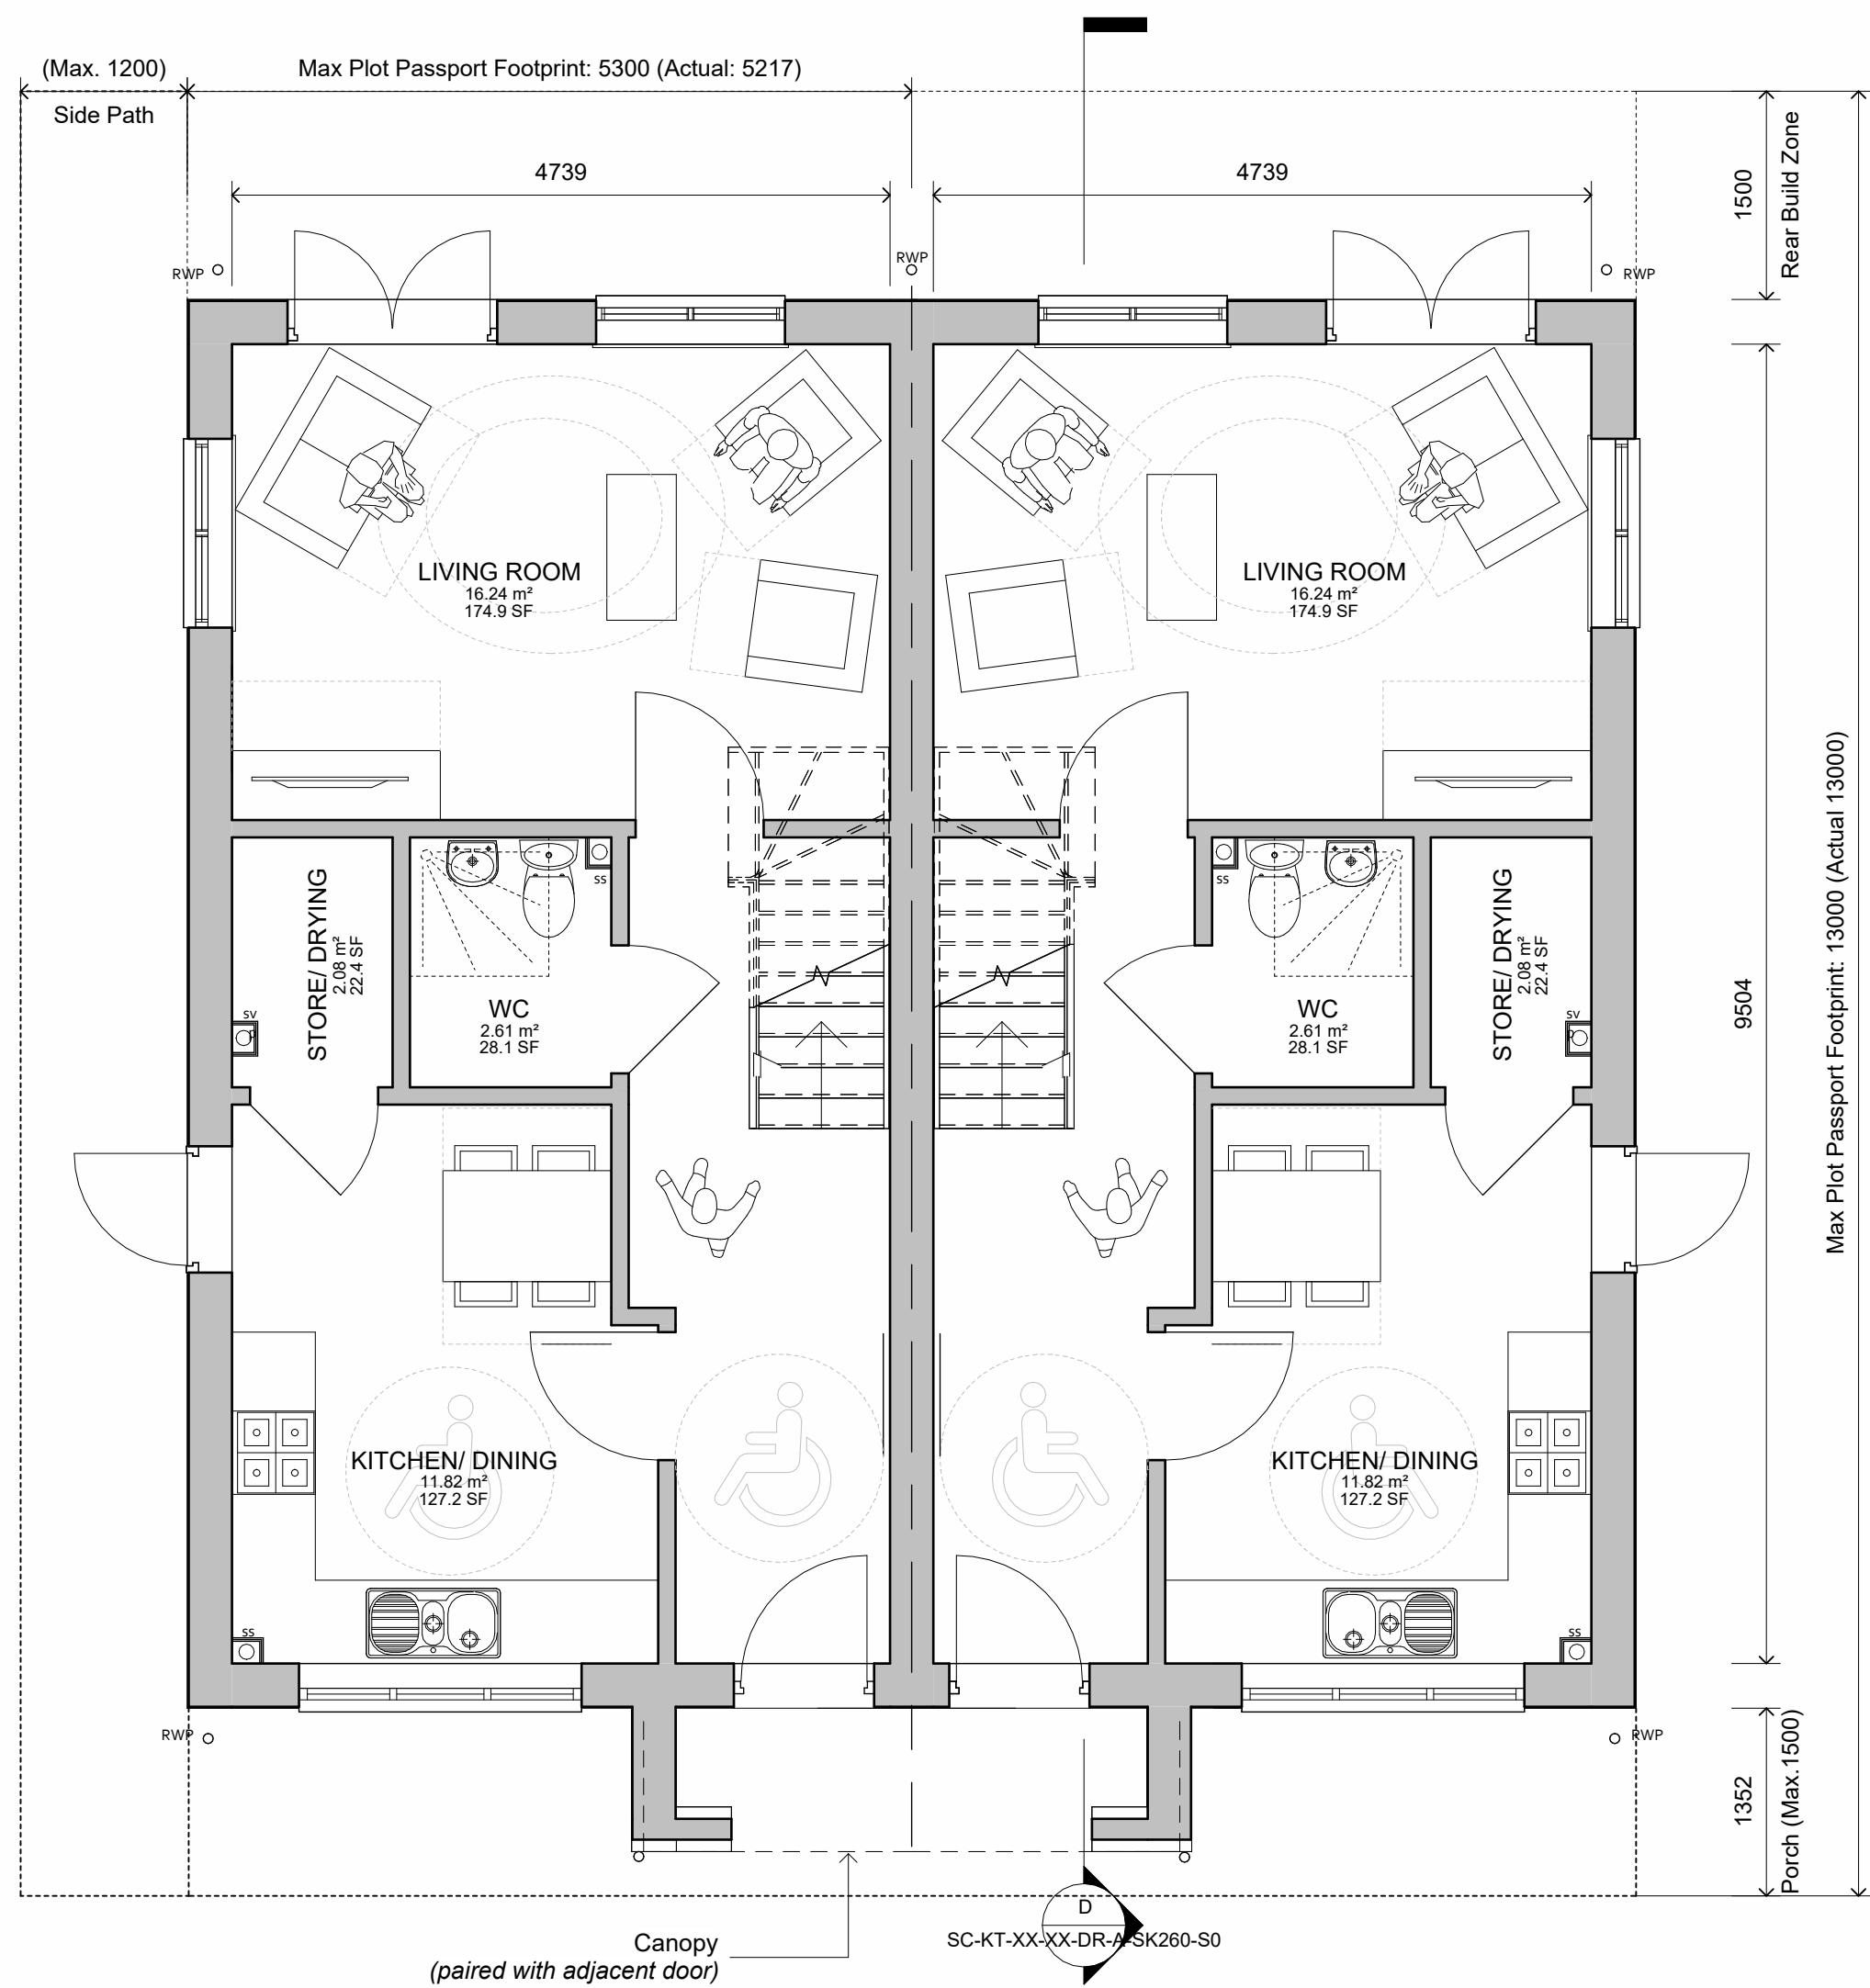 (Max. 1200)
Max Plot Passport Footprint: 5300 (Actual: 5217)
Side Path
4739
4739
1500
Rear Build Zone
RWP
RWP
RWP
LIVING ROOM
16.24 m²
174.9 SF
LIVING ROOM
16.24 m²
174.9 SF
Max Plot Passport Footprint: 13000 (Actual 13000)
9504
STORE/ DRYING
2.08 m²
22.4 SF
SV
SS
WC
2.61 m²
28.1 SF
SS
WC
2.61 m²
28.1 SF
STORE/ DRYING
2.08 m²
22.4 SF
SV
KITCHEN/ DINING
11.82 m²
127.2 SF
KITCHEN/ DINING
11.82 m²
127.2 SF
SS
SS
RWP
RWP
1352
Porch (Max.1500)
D
SC-KT-XX-XX-DR-A-SK260-S0
Canopy
(paired with adjacent door)